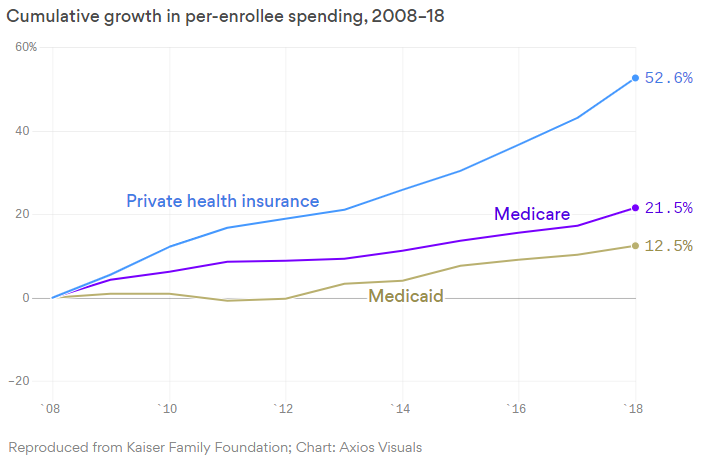 Cumulative growth in per-enrollee spending, 2008–18
60%
52.6%
40
Private health insurance
Medicare
20
21.5%
12.5%
0
Medicaid
−20
`08 `10 `12 `14 `16 `18
Reproduced from Kaiser Family Foundation; Chart: Axios Visuals